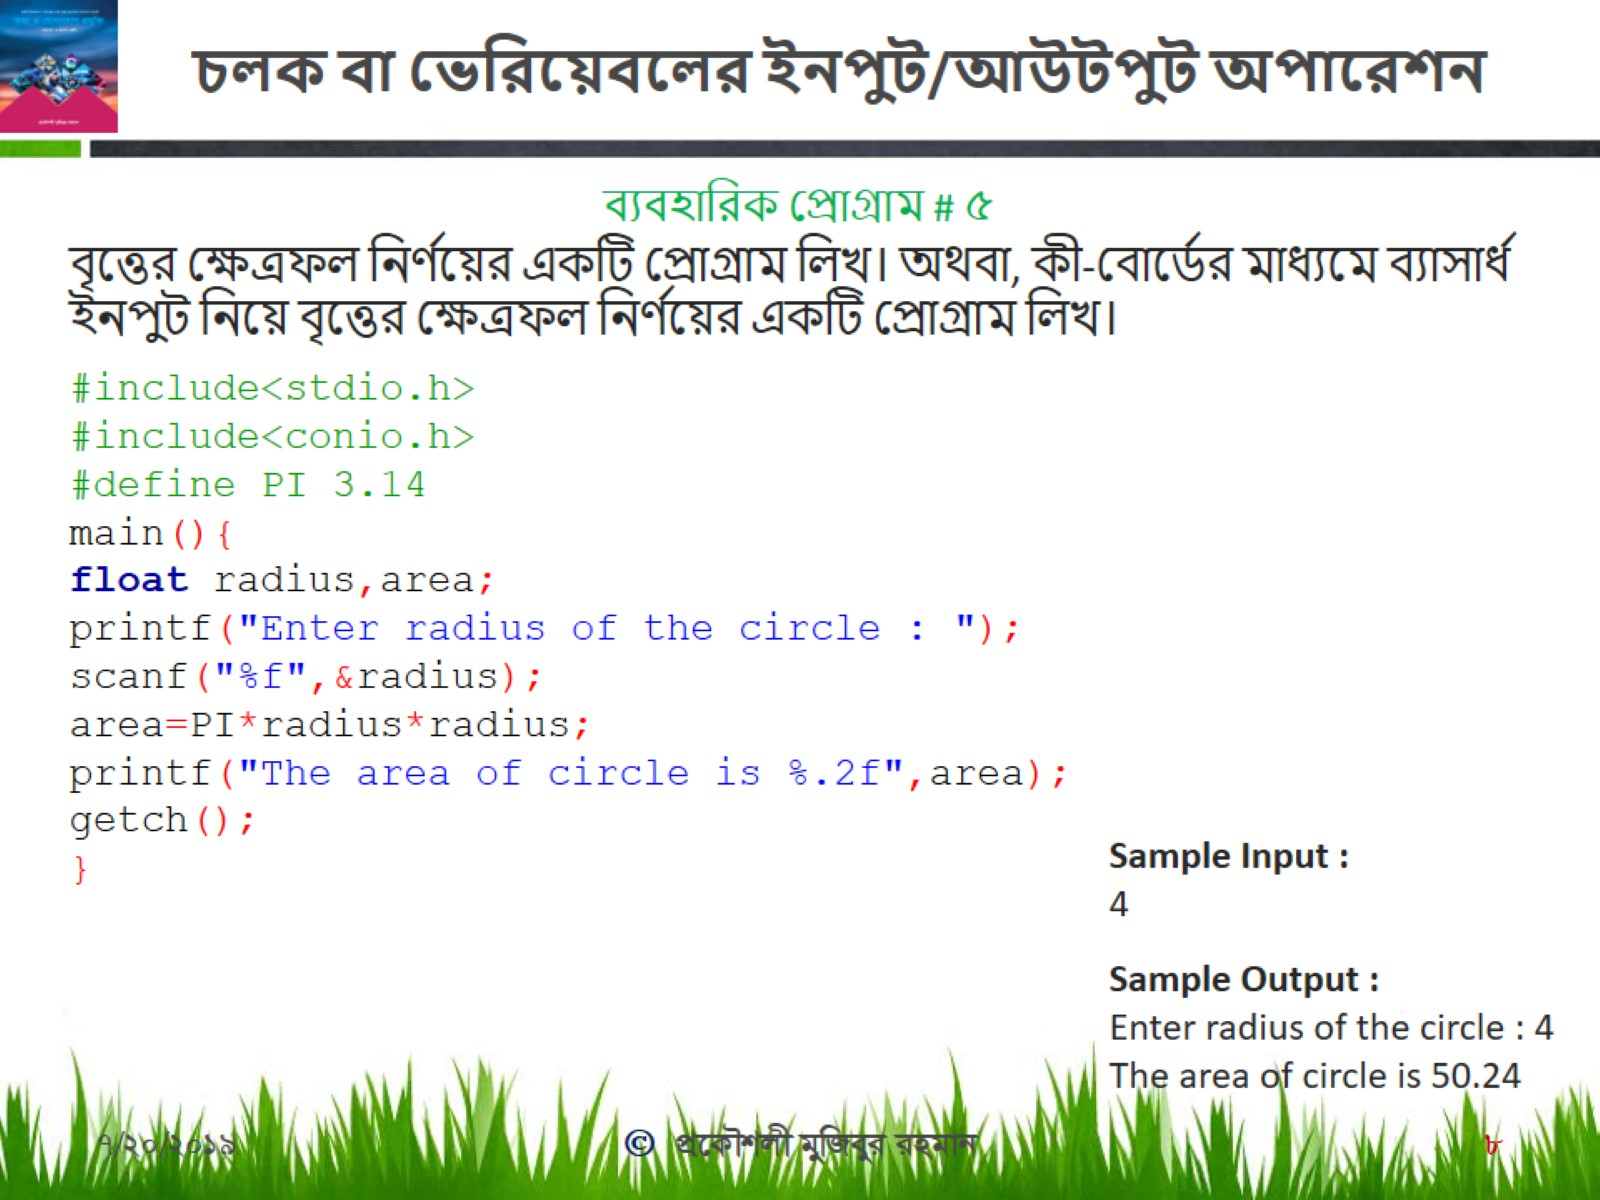 চলক বা ভেরিয়েবলের ইনপুট/আউটপুট অপারেশন
ব্যবহারিক প্রোগ্রাম # ৫
বৃত্তের ক্ষেত্রফল নির্ণয়ের একটি প্রোগ্রাম লিখ। অথবা, কী-বোর্ডের মাধ্যমে ব্যাসার্ধ
ইনপুট নিয়ে বৃত্তের ক্ষেত্রফল নির্ণয়ের একটি প্রোগ্রাম লিখ।
#include<stdio.h>
#include<conio.h>
#define PI 3.14
main(){
float radius,area;
printf("Enter radius of the circle : ");
scanf("%f",&radius);
area=PI*radius*radius;
printf("The area of circle is %.2f",area);
getch();
}
Sample Input :
4
Sample Output :
Enter radius of the circle : 4
The area of circle is 50.24
৭/২০/২০১৯
© প্রকৌশলী মুজিবুর রহমান
৮